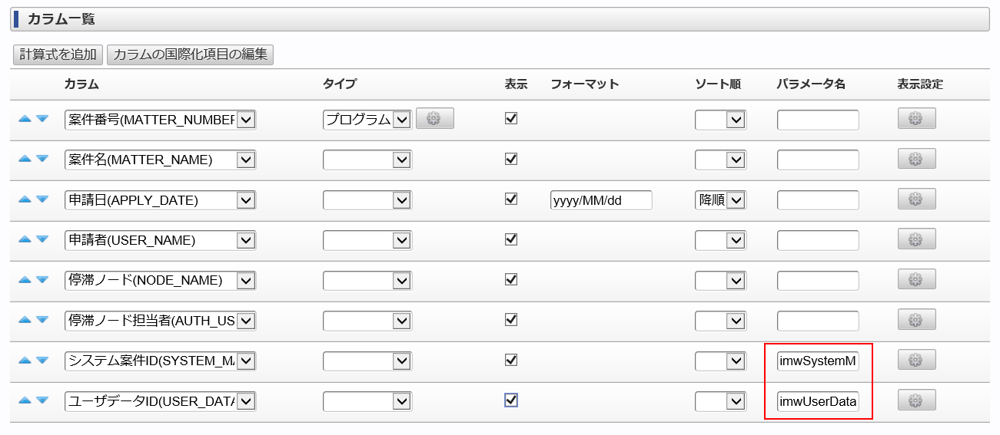 カラム一覧
計算式を追加 カラムの国際化項目の編集
カラム タイプ 表示 フォーマット ソート順 パラメータ名 表示設定
案件番号(MATTER_NUMBER プログラム
案件名(MATTER_NAME)
申請日(APPLY_DATE) yyyy/MM/dd 降順
申請者(USER_NAME)
停滞ノード(NODE_NAME)
停滞ノード担当者(AUTH_US
システム案件ID(SYSTEM_MA imwSystemM
ユーザデータID(USER_DATA imwUserData